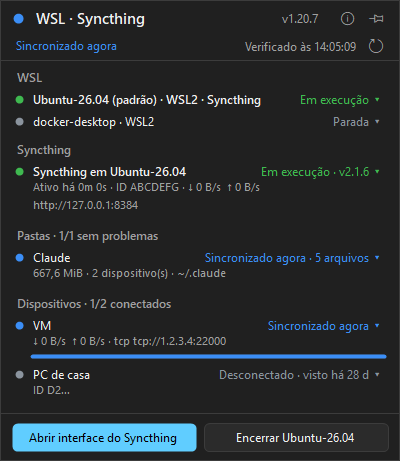 WSL · Syncthing v1.20.7
Sincronizado agora Verificado às 14:05:09
WSL
Ubuntu-26.04 (padrão) · WSL2 · Syncthing Em execução
docker-desktop · WSL2 Parada
Syncthing
Syncthing em Ubuntu-26.04 Em execução · v2.1.6
Ativo há 0m 0s · ID ABCDEFG · ↓ 0 B/s ↑ 0 B/s
http://127.0.0.1:8384
Pastas · 1/1 sem problemas
Claude Sincronizado agora · 5 arquivos
667,6 MiB · 2 dispositivo(s) · ~/.claude
Dispositivos · 1/2 conectados
VM Sincronizado agora
↓ 0 B/s ↑ 0 B/s · tcp tcp://1.2.3.4:22000
PC de casa Desconectado · visto há 28 d
ID D2...
Abrir interface do Syncthing Encerrar Ubuntu-26.04